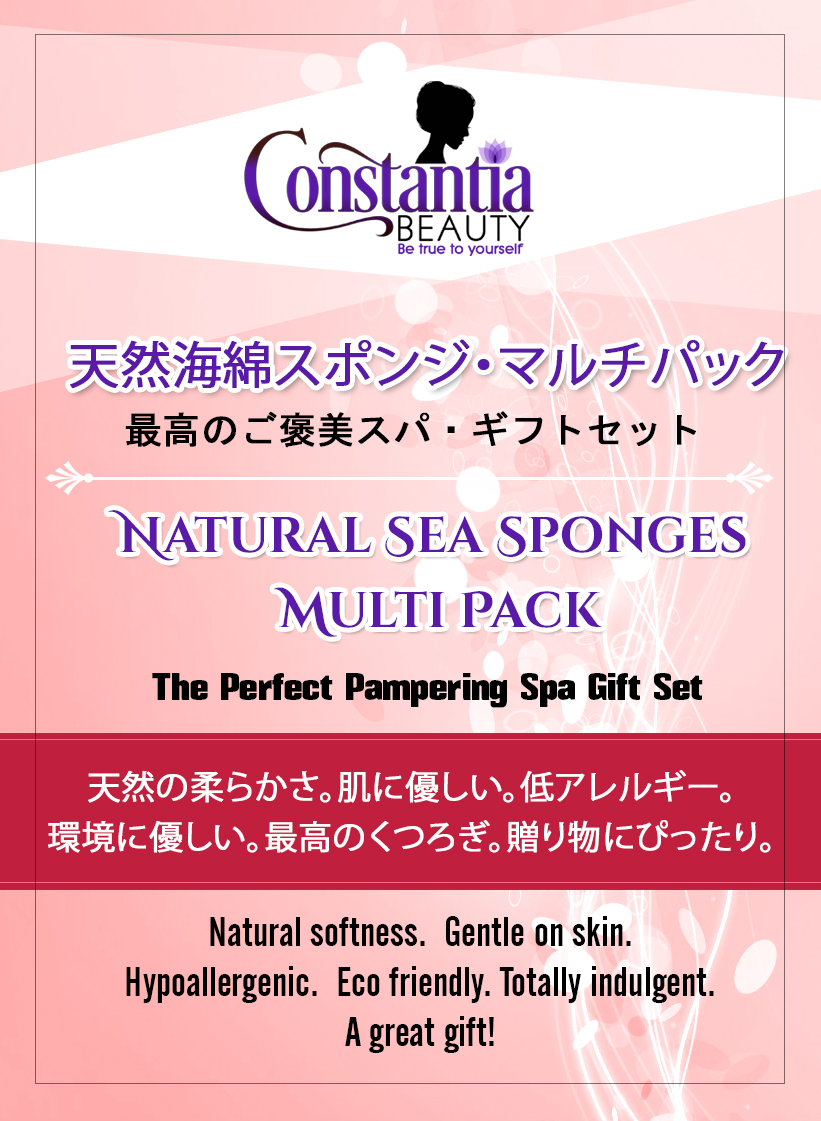 Constantia
BEAUTY
Be true to yourself
天然海綿スポンジ・マルチパック
最高のご褒美スパ・ギフトセット
NATURAL SEA SPONGES
MULTI PACK
The Perfect Pampering Spa Gift Set
天然の柔らかさ。肌に優しい。低アレルギー。
環境に優しい。最高のくつろぎ。贈り物にぴったり。
Natural softness. Gentle on skin.
Hypoallergenic. Eco friendly. Totally indulgent.
A great gift!